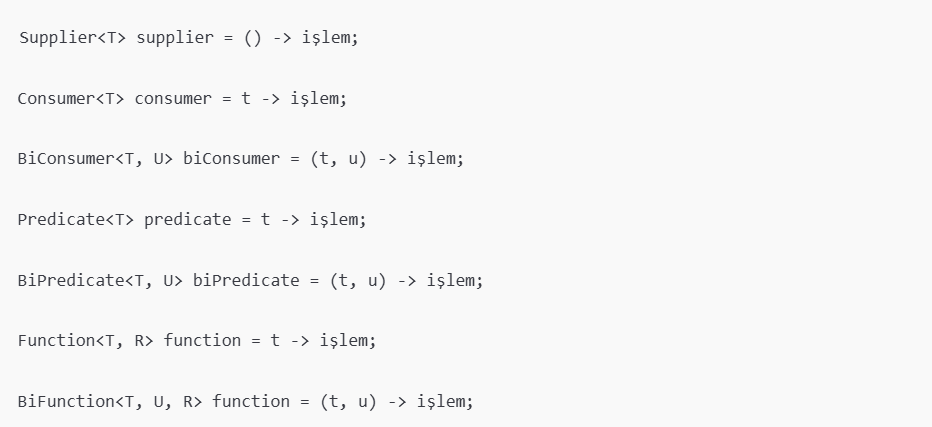 Supplier<T> supplier = () -> işlem;
Consumer<T> consumer = t -> işlem;
BiConsumer<T, U> biConsumer = (t, u) -> işlem;
Predicate<T> predicate = t -> işlem;
BiPredicate<T, U> biPredicate = (t, u) -> işlem;
Function<T, R> function = t -> işlem;
BiFunction<T, U, R> function = (t, u) -> işlem;